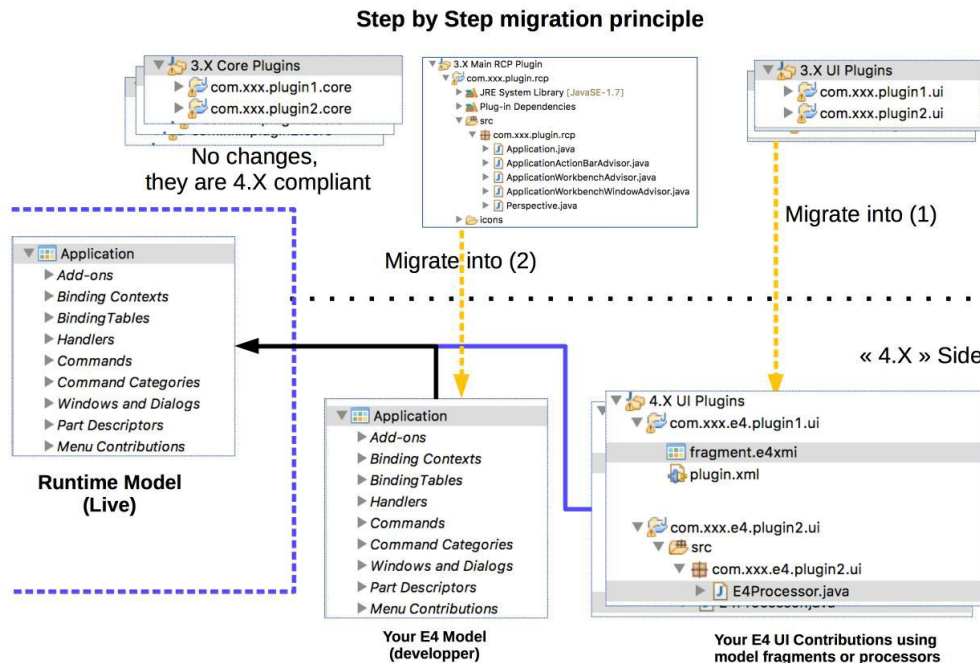 Step by Step migration principle
3.X Core Plugins
com.xxx.plugin1.core
com.xxx.plugin2.core
No changes,
they are 4.X compliant
3.X Main RCP Plugin
com.xxx.plugin.rcp
JRE System Library [JavaSE-1.7]
Plug-in Dependencies
src
com.xxx.plugin.rcp
Application.java
ApplicationActionBarAdvisor.java
ApplicationWorkbenchAdvisor.java
ApplicationWorkbenchWindowAdvisor.java
Perspective.java
icons
3.X UI Plugins
com.xxx.plugin1.ui
com.xxx.plugin2.ui
Migrate into (1)
Migrate into (2)
« 4.X » Side
Application
Add-ons
Binding Contexts
BindingTables
Handlers
Commands
Command Categories
Windows and Dialogs
Part Descriptors
Menu Contributions
Runtime Model
(Live)
Application
Add-ons
Binding Contexts
BindingTables
Handlers
Commands
Command Categories
Windows and Dialogs
Part Descriptors
Menu Contributions
Your E4 Model
(developper)
4.X UI Plugins
com.xxx.e4.plugin1.ui
fragment.e4xmi
plugin.xml
com.xxx.e4.plugin2.ui
src
com.xxx.e4.plugin2.ui
E4Processor.java
Your E4 UI Contributions using
model fragments or processors